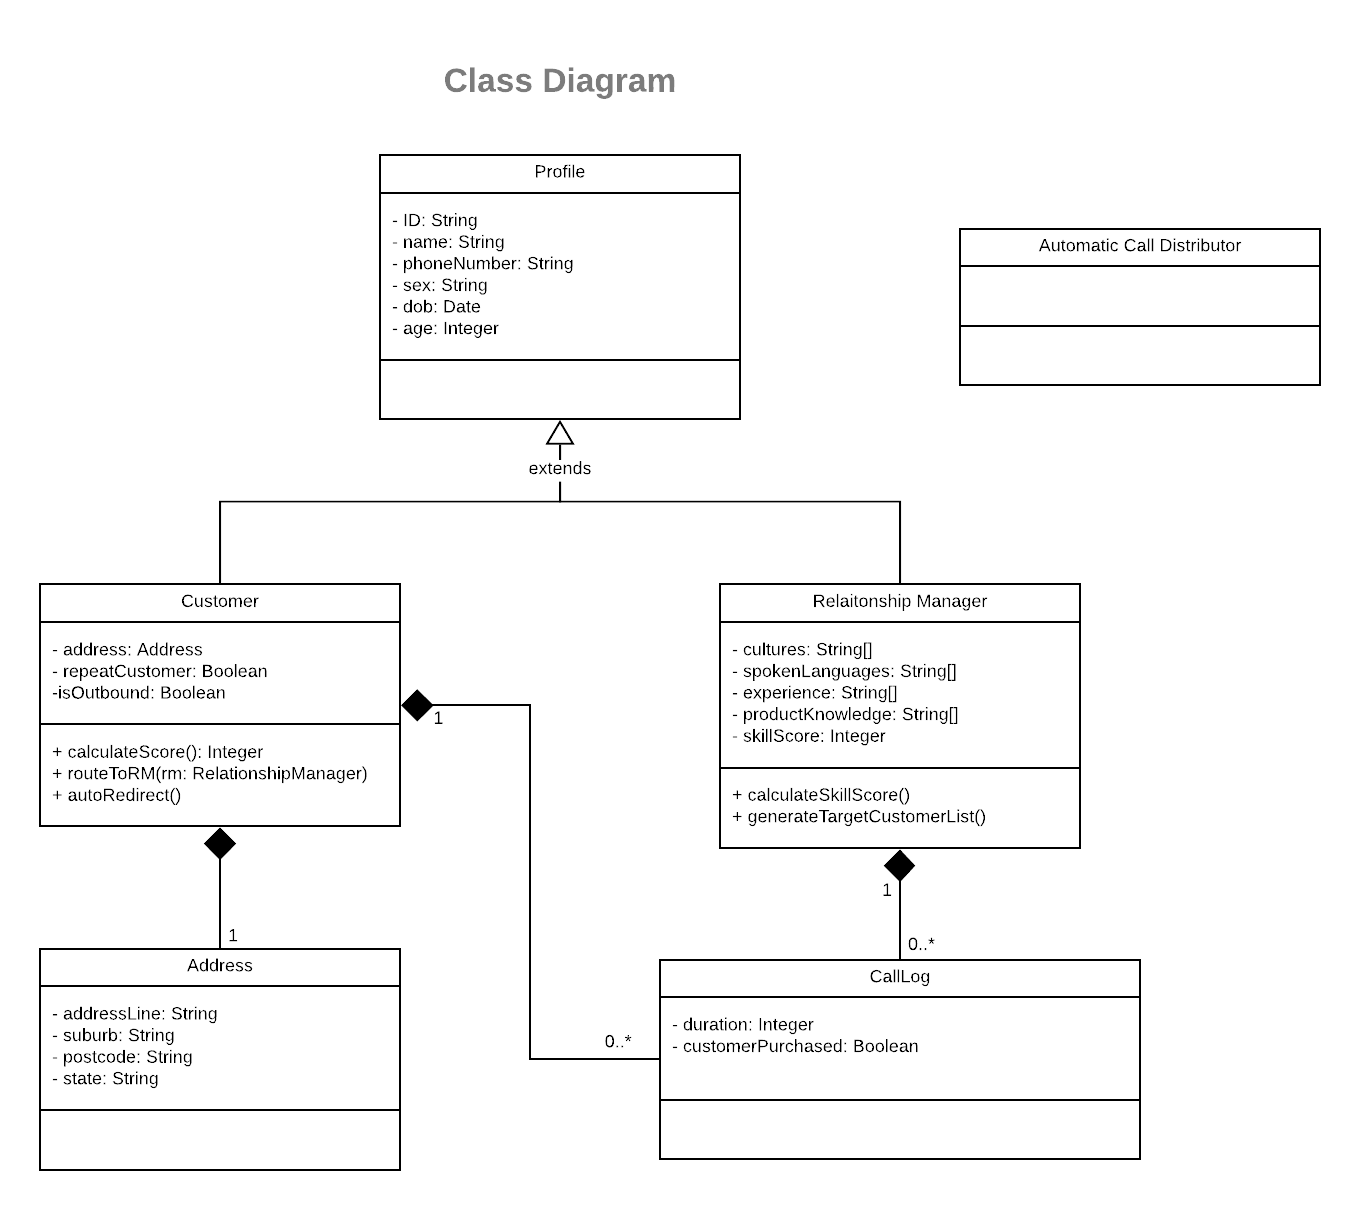 Class Diagram
Profile
- ID: String
- name: String
- phoneNumber: String
- sex: String
- dob: Date
- age: Integer
Automatic Call Distributor
extends
Customer
- address: Address
- repeatCustomer: Boolean
-isOutbound: Boolean
+ calculateScore(): Integer
+ routeToRM(rm: RelationshipManager)
+ autoRedirect()
1
Relaitonship Manager
- cultures: String[]
- spokenLanguages: String[]
- experience: String[]
- productKnowledge: String[]
- skillScore: Integer
+ calculateSkillScore()
+ generateTargetCustomerList()
1
0..*
1
Address
- addressLine: String
- suburb: String
- postcode: String
- state: String
0..*
CallLog
- duration: Integer
- customerPurchased: Boolean